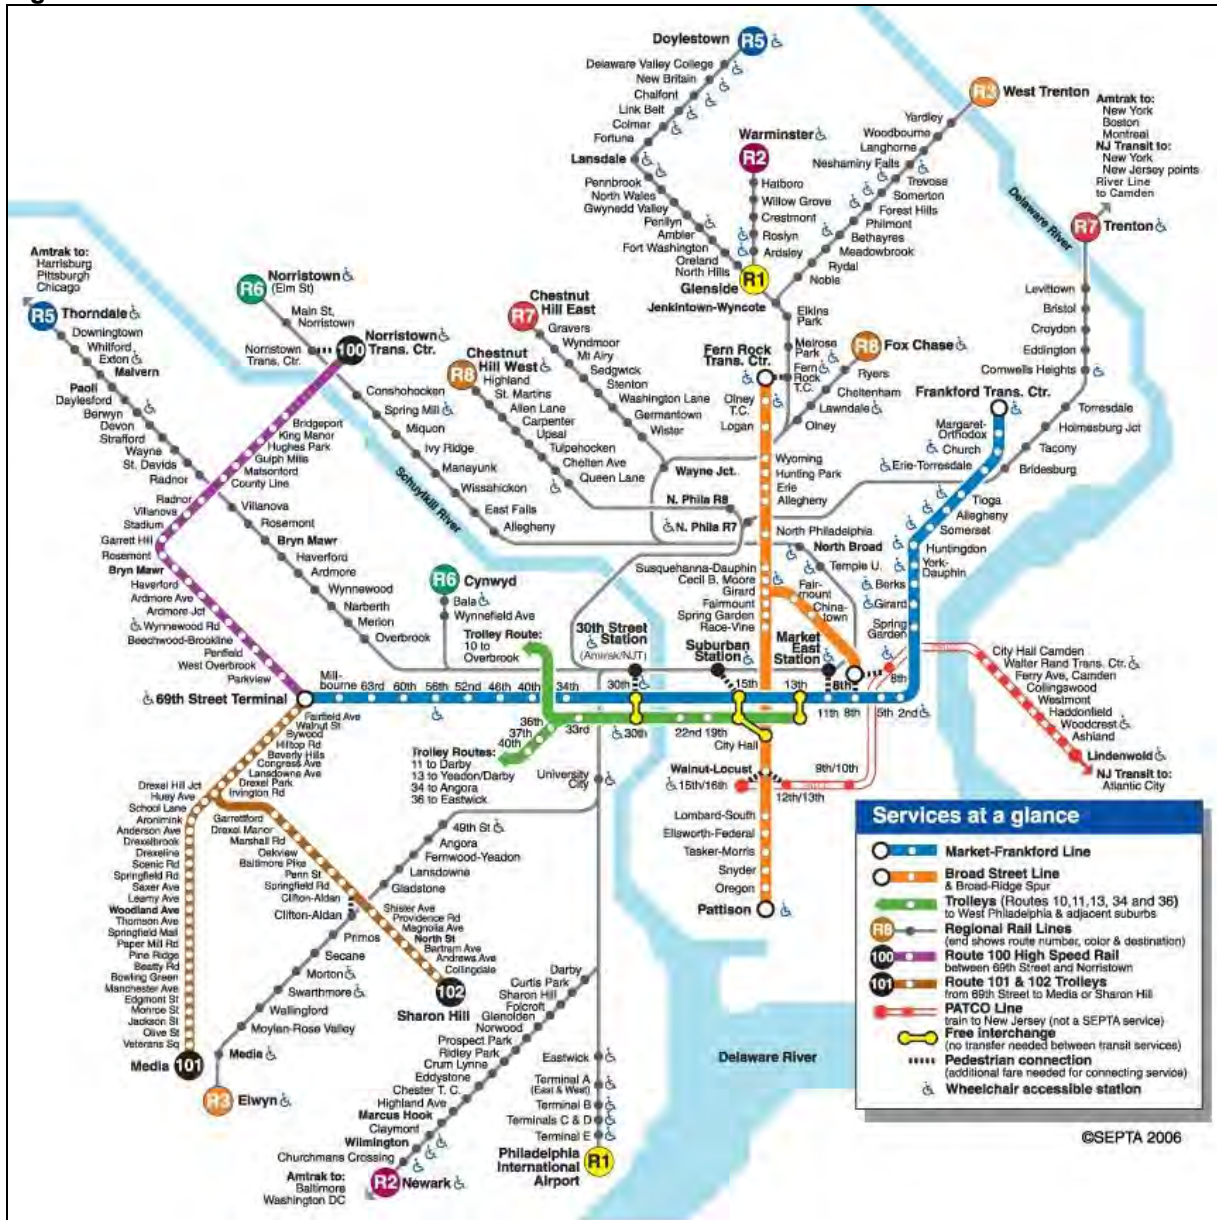 Doylestown R5
Delaware Valley College
New Britain
Chalfont
Link Belt
Colmar
Fortuna
Lansdale
Pennbrook
North Wales
Gwynedd Valley
Penllyn
Ambler
Fort Washington
Oreland
North Hills
Glenside
R1
Warminster
R2
Hatboro
Willow Grove
Crestmont
Roslyn
Ardsley
Jenkintown-Wyncote
R3 West Trenton
Yardley
Woodbourne
Langhorne
Neshaminy Falls
Trevose
Somerton
Forest Hills
Philmont
Bethayres
Meadowbrook
Rydal
Noble
Amtrak to:
New York
Boston
Montreal
NJ Transit to:
New York
New Jersey points
River Line
to Camden
Delaware River
R7 Trenton
Levittown
Bristol
Croydon
Eddington
Cornwells Heights
Torresdale
Holmesburg Jct
Tacony
Bridesburg
Elkins
Park
Melrose
Park
Fern
Rock
T.C.
R8 Fox Chase
Ryers
Cheltenham
Lawndale
Olney
Amtrak to:
Harrisburg
Pittsburgh
Chicago
R5 Thorndale
Downingtown
Whitford
Exton
Malvern
Paoli
Daylesford
Berwyn
Devon
Strafford
Wayne
St. Davids
Radnor
Villanova
Rosemont
Bryn Mawr
Haverford
Ardmore
Wynnewood
Narberth
Merion
Overbrook
R6 Norristown
(Elm St)
Main St,
Norristown
Norristown
Trans. Ctr.
100 Norristown
Trans. Ctr.
Conshohocken
Spring Mill
Miquon
Ivy Ridge
Manayunk
Wissahickon
East Falls
Allegheny
Schuylkill River
Bridgeport
King Manor
Hughes Park
Gulph Mills
Matsonford
County Line
Radnor
Villanova
Stadium
Garrett Hill
Rosemont
Bryn Mawr
Haverford
Ardmore Ave
Ardmore Jct
Wynnewood Rd
Beechwood-Brookline
Penfield
West Overbrook
Parkview
R7 Chestnut
Hill East
Gravers
Wyndmoor
Mt Airy
Sedgwick
Stenton
Washington Lane
Germantown
Wister
Wayne Jct.
R8 Chestnut
Hill West
Highland
St. Martins
Allen Lane
Carpenter
Upsal
Tulpehocken
Chelten Ave
Queen Lane
N. Phila R8
N. Phila R7
Fern Rock
Trans. Ctr.
Olney
T.C.
Logan
Wyoming
Hunting Park
Erie
Allegheny
North Philadelphia
North Broad
Temple U.
Susquehanna-Dauphin
Cecil B. Moore
Girard
Fairmount
Spring Garden
Race-Vine
Fair-
mount
China-
town
Frankford Trans. Ctr.
Margaret-
Orthodox
Church
Erie-Torresdale
Tioga
Allegheny
Somerset
Huntingdon
York-
Dauphin
Berks
Girard
Spring
Garden
R6 Cynwyd
Bala
Wynnefield Ave
Trolley Route:
10 to
Overbrook
30th Street
Station
(Amtrak/NJT)
Suburban
Station
Market
East
Station
69th Street Terminal
Mill-
bourne
63rd
60th
56th
52nd
46th
40th
34th
30th
15th
13th
11th
8th
8th
8th
5th
2nd
36th
37th
40th
33rd
30th
22nd
19th
City Hall
Trolley Routes:
11 to Darby
13 to Yeadon/Darby
34 to Angora
36 to Eastwick
University
City
Walnut-Locust
15th/16th
12th/13th
9th/10th
Lombard-South
Ellsworth-Federal
Tasker-Morris
Snyder
Oregon
Pattison
City Hall Camden
Walter Rand Trans. Ctr.
Ferry Ave, Camden
Collingswood
Westmont
Haddonfield
Woodcrest
Ashland
Lindenwold
NJ Transit to:
Atlantic City
Fairfield Ave
Walnut St
Bywood
Hilltop Rd
Beverly Hills
Congress Ave
Lansdowne Ave
Drexel Park
Irvington Rd
Drexel Hill Jct
Huey Ave
School Lane
Aronimink
Anderson Ave
Drexelbrook
Drexeline
Scenic Rd
Springfield Rd
Saxer Ave
Leamy Ave
Woodland Ave
Thomson Ave
Springfield Mall
Paper Mill Rd
Pine Ridge
Beatty Rd
Bowling Green
Manchester Ave
Edgmont St
Monroe St
Jackson St
Olive St
Veterans Sq
Media 101
Garrettford
Drexel Manor
Marshall Rd
Oakview
Baltimore Pike
Penn St
Springfield Rd
Clifton-Aldan
Shisler Ave
Providence Rd
Magnolia Ave
North St
Bartram Ave
Andrews Ave
Collingdale
102
Sharon Hill
49th St
Angora
Fernwood-Yeadon
Lansdowne
Gladstone
Clifton-Aldan
Primos
Secane
Morton
Swarthmore
Wallingford
Moylan-Rose Valley
Media
R3 Elwyn
Darby
Curtis Park
Sharon Hill
Folcroft
Glenolden
Norwood
Prospect Park
Ridley Park
Crum Lynne
Eddystone
Chester T. C.
Highland Ave
Marcus Hook
Claymont
Wilmington
Churchmans Crossing
R2 Newark
Amtrak to:
Baltimore
Washington DC
Eastwick
Terminal A
(East & West)
Terminal B
Terminals C & D
Terminal E
Philadelphia
International
Airport
R1
Delaware River
Services at a glance
Market-Frankford Line
Broad Street Line
& Broad-Ridge Spur
Trolleys (Routes 10,11,13, 34 and 36)
to West Philadelphia & adjacent suburbs
R8 Regional Rail Lines
(end shows route number, color & destination)
100 Route 100 High Speed Rail
between 69th Street and Norristown
101 Route 101 & 102 Trolleys
from 69th Street to Media or Sharon Hill
PATCO Line
train to New Jersey (not a SEPTA service)
Free interchange
(no transfer needed between transit services)
Pedestrian connection
(additional fare needed for connecting service)
Wheelchair accessible station
©SEPTA 2006